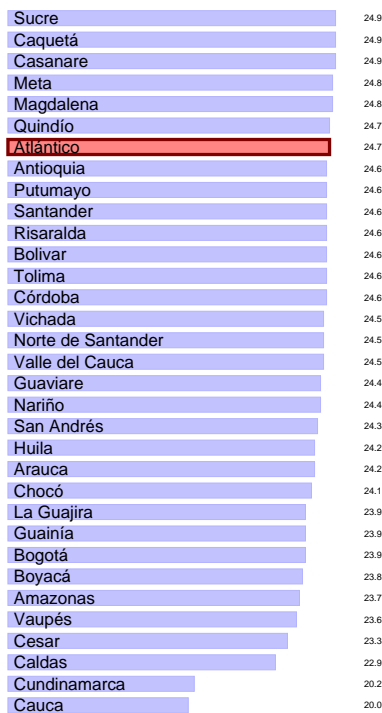 Sucre 24.9
Caquetá 24.9
Casanare 24.9
Meta 24.8
Magdalena 24.8
Quindío 24.7
Atlántico 24.7
Antioquia 24.6
Putumayo 24.6
Santander 24.6
Risaralda 24.6
Bolivar 24.6
Tolima 24.6
Córdoba 24.6
Vichada 24.5
Norte de Santander 24.5
Valle del Cauca 24.5
Guaviare 24.4
Nariño 24.4
San Andrés 24.3
Huila 24.2
Arauca 24.2
Chocó 24.1
La Guajira 23.9
Guainía 23.9
Bogotá 23.9
Boyacá 23.8
Amazonas 23.7
Vaupés 23.6
Cesar 23.3
Caldas 22.9
Cundinamarca 20.2
Cauca 20.0